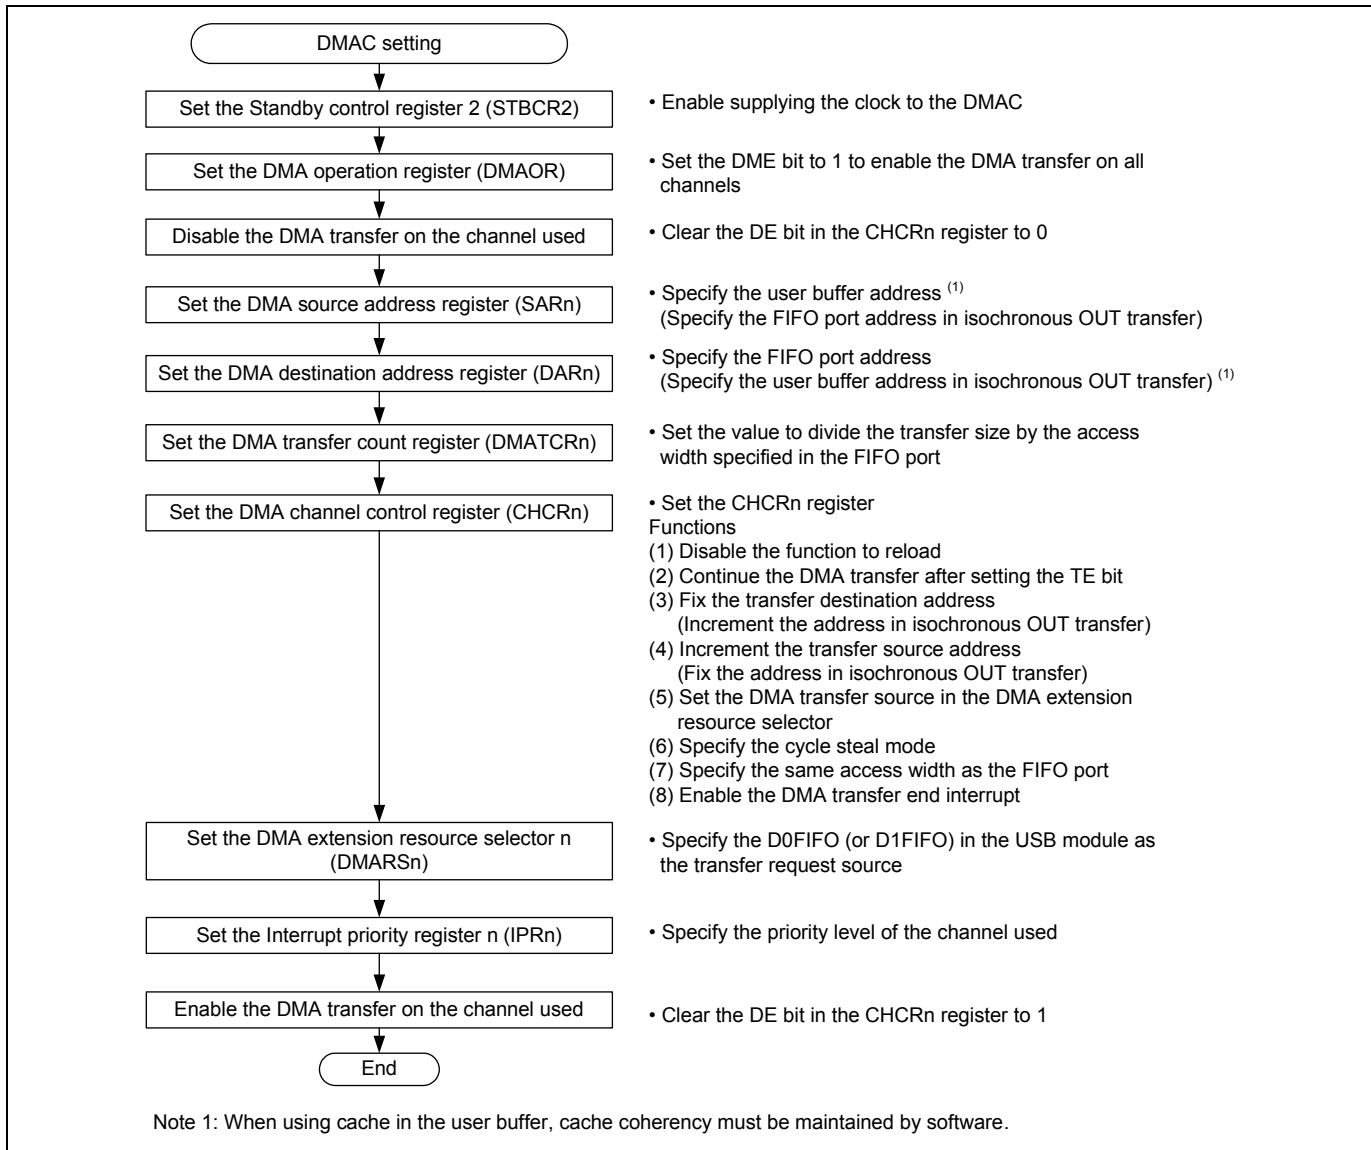 DMAC setting
Set the Standby control register 2 (STBCR2)
• Enable supplying the clock to the DMAC
Set the DMA operation register (DMAOR)
• Set the DME bit to 1 to enable the DMA transfer on all
channels
Disable the DMA transfer on the channel used
• Clear the DE bit in the CHCRn register to 0
Set the DMA source address register (SARn)
• Specify the user buffer address (1)
(Specify the FIFO port address in isochronous OUT transfer)
Set the DMA destination address register (DARn)
• Specify the FIFO port address
(Specify the user buffer address in isochronous OUT transfer) (1)
Set the DMA transfer count register (DMATCRn)
• Set the value to divide the transfer size by the access
width specified in the FIFO port
Set the DMA channel control register (CHCRn)
• Set the CHCRn register
Functions
(1) Disable the function to reload
(2) Continue the DMA transfer after setting the TE bit
(3) Fix the transfer destination address
(Increment the address in isochronous OUT transfer)
(4) Increment the transfer source address
(Fix the address in isochronous OUT transfer)
(5) Set the DMA transfer source in the DMA extension
resource selector
(6) Specify the cycle steal mode
(7) Specify the same access width as the FIFO port
(8) Enable the DMA transfer end interrupt
Set the DMA extension resource selector n
(DMARSn)
• Specify the D0FIFO (or D1FIFO) in the USB module as
the transfer request source
Set the Interrupt priority register n (IPRn)
• Specify the priority level of the channel used
Enable the DMA transfer on the channel used
• Clear the DE bit in the CHCRn register to 1
End
Note 1: When using cache in the user buffer, cache coherency must be maintained by software.